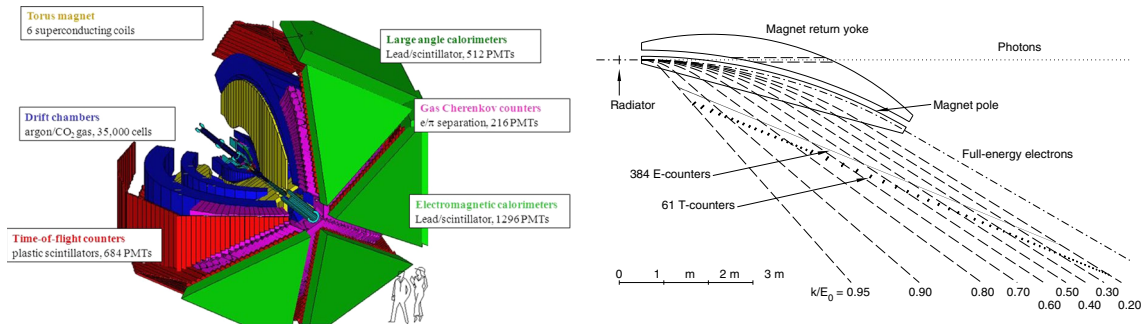 Torus magnet
6 superconducting coils
Large angle calorimeters
Lead/scintillator, 512 PMTs
Drift chambers
argon/CO₂ gas, 35,000 cells
Gas Cherenkov counters
e/π separation, 216 PMTs
Electromagnetic calorimeters
Lead/scintillator, 1296 PMTs
Time-of-flight counters
plastic scintillators, 684 PMTs
Magnet return yoke
Photons
Radiator
Magnet pole
Full-energy electrons
384 E-counters
61 T-counters
0 1 m 2 m 3 m
k/E₀ = 0.95 0.90 0.80 0.70 0.60 0.50 0.40 0.30 0.20